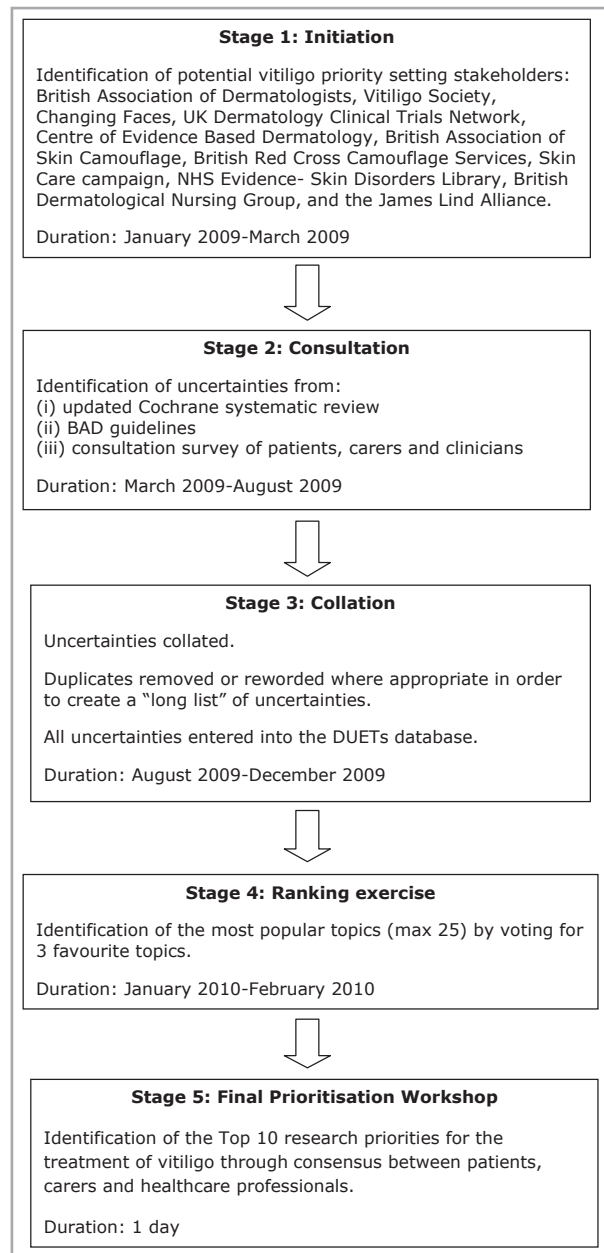 Stage 1: Initiation
Identification of potential vitiligo priority setting stakeholders:
British Association of Dermatologists, Vitiligo Society,
Changing Faces, UK Dermatology Clinical Trials Network,
Centre of Evidence Based Dermatology, British Association of
Skin Camouflage, British Red Cross Camouflage Services, Skin
Care campaign, NHS Evidence- Skin Disorders Library, British
Dermatological Nursing Group, and the James Lind Alliance.
Duration: January 2009-March 2009
Stage 2: Consultation
Identification of uncertainties from:
(i) updated Cochrane systematic review
(ii) BAD guidelines
(iii) consultation survey of patients, carers and clinicians
Duration: March 2009-August 2009
Stage 3: Collation
Uncertainties collated.
Duplicates removed or reworded where appropriate in order
to create a “long list” of uncertainties.
All uncertainties entered into the DUETs database.
Duration: August 2009-December 2009
Stage 4: Ranking exercise
Identification of the most popular topics (max 25) by voting for
3 favourite topics.
Duration: January 2010-February 2010
Stage 5: Final Prioritisation Workshop
Identification of the Top 10 research priorities for the
treatment of vitiligo through consensus between patients,
carers and healthcare professionals.
Duration: 1 day